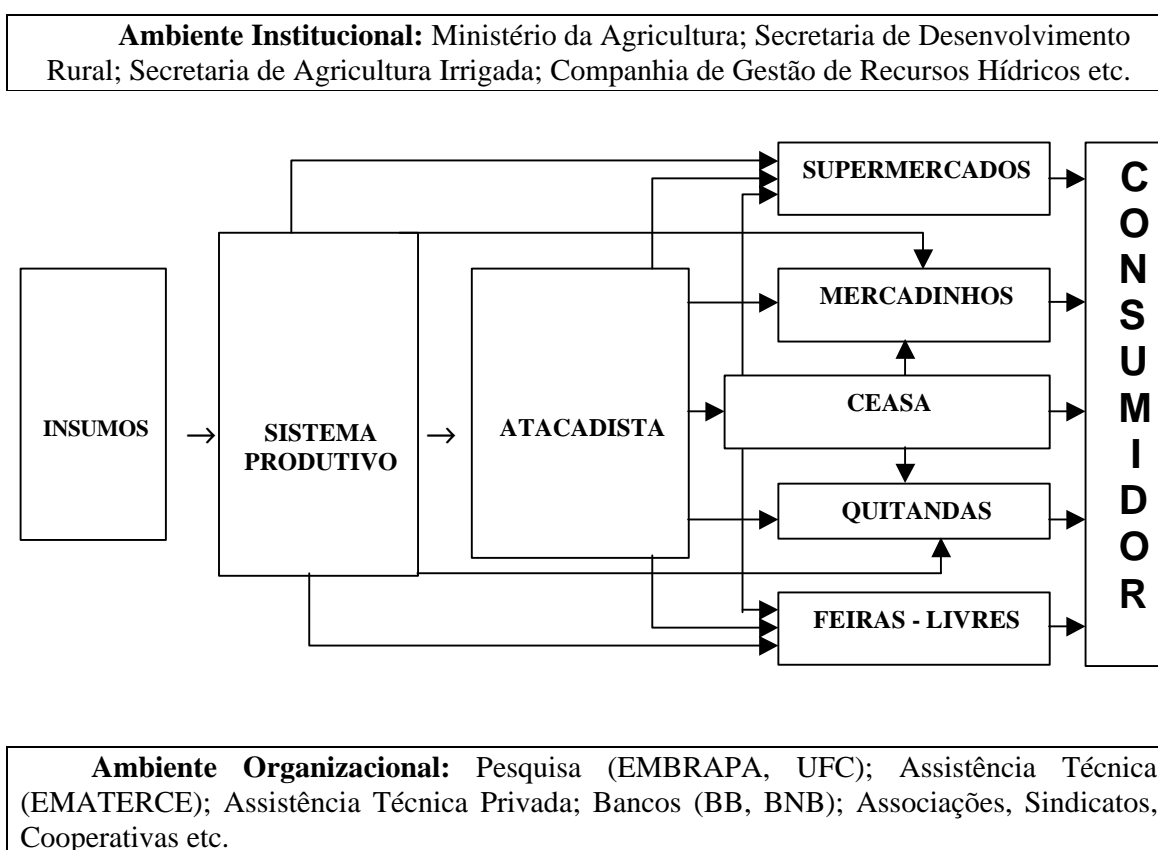 Ambiente Institucional: Ministério da Agricultura; Secretaria de Desenvolvimento
Rural; Secretaria de Agricultura Irrigada; Companhia de Gestão de Recursos Hídricos etc.
INSUMOS
SISTEMA
PRODUTIVO
ATACADISTA
SUPERMERCADOS
MERCADINHOS
CEASA
QUITANDAS
FEIRAS - LIVRES
CONSUMIDOR
Ambiente Organizacional: Pesquisa (EMBRAPA, UFC); Assistência Técnica
(EMATERCE); Assistência Técnica Privada; Bancos (BB, BNB); Associações, Sindicatos,
Cooperativas etc.